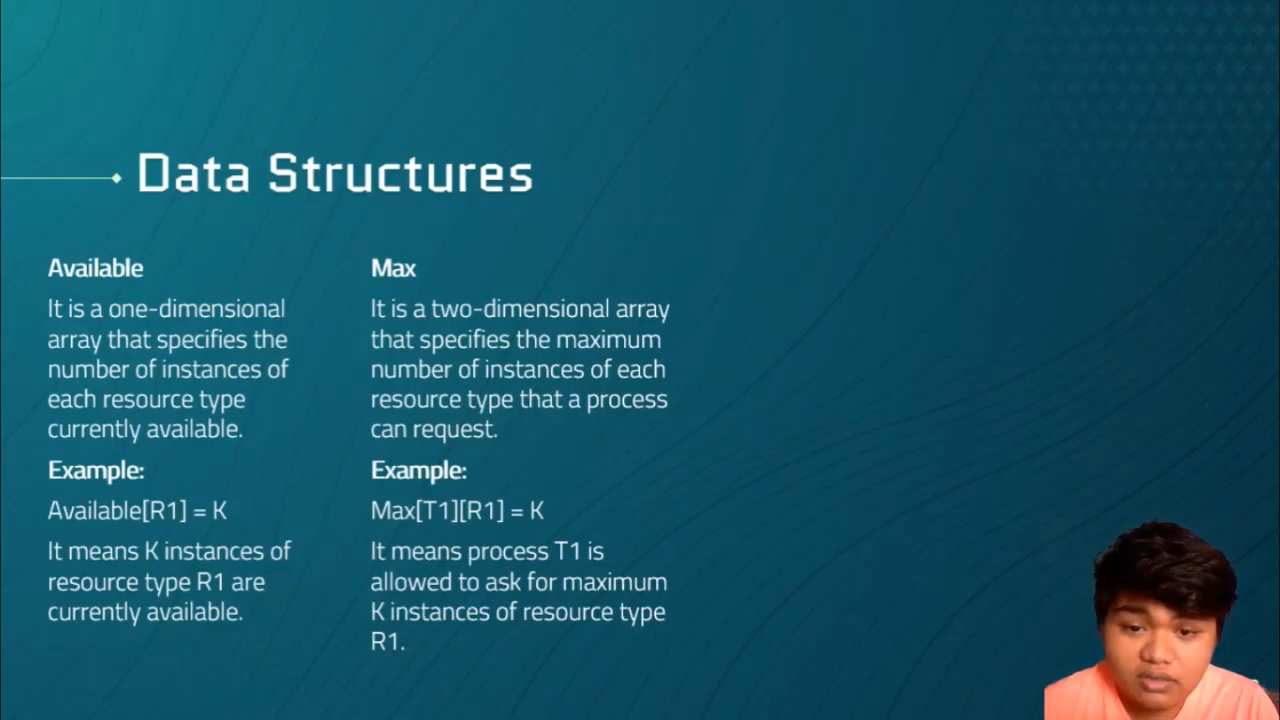 Data Structures
Available
It is a one-dimensional
array that specifies the
number of instances of
each resource type
currently available.
Example:
Available[R1] = K
It means K instances of
resource type R1 are
currently available.
Max
It is a two-dimensional array
that specifies the maximum
number of instances of each
resource type that a process
can request.
Example:
Max[T1][R1] = K
It means process T1 is
allowed to ask for maximum
K instances of resource type
R1.